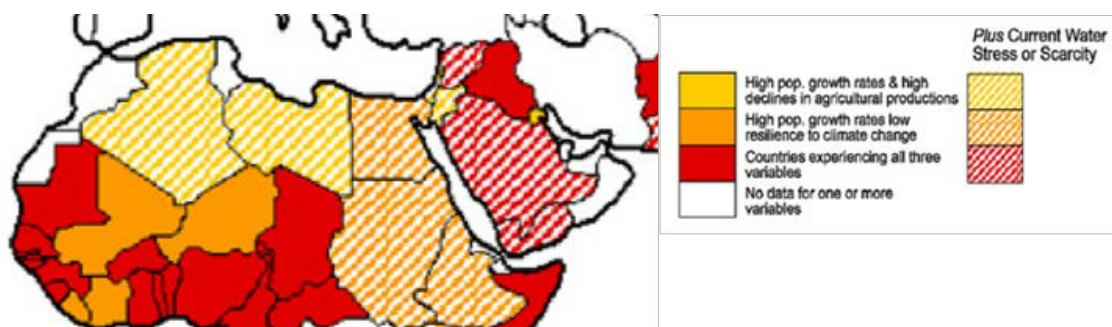 Plus Current Water
Stress or Scarcity
High pop. growth rates & high
declines in agricultural productions
High pop. growth rates low
resilience to climate change
Countries experiencing all three
variables
No data for one or more
variables